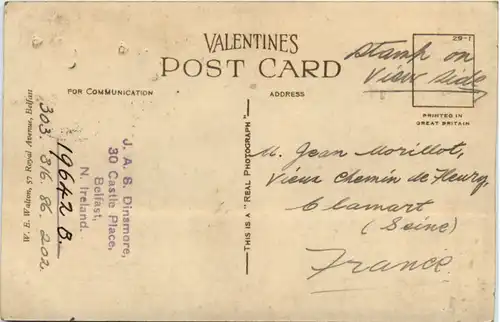 VALENTINES
POST CARD
FOR COMMUNICATION
ADDRESS
29-1
Stamp on
View side
PRINTED IN
GREAT BRITAIN
THIS IS A "REAL PHOTOGRAPH"
W. E. Walton, 57 Royal Avenue, Belfast
303. 316. 86. 202.
19642 B.
J. A. S. Dinsmore,
30 Castle Place,
Belfast,
N. Ireland.
M. Jean Morillot,
Vieux Chemin de Fleury,
Clamart
(Seine)
France